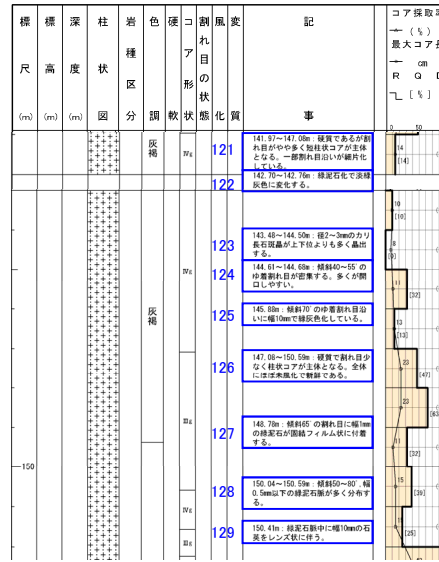 標尺(m)
標高(m)
深度(m)
柱状図
岩種区分
色調
硬軟
コア形状
割れ目の状態
風化
変質
記事
コア採取率
(%)
最大コア長
cm
R Q D
[%]
0 50
灰褐
Ⅳg
121
141.97~147.08m:硬質であるが割
れ目がやや多く短柱状コアが主体
となる。一部割れ目沿いが細片化
している。
14
[14]
122
142.70~142.76m:緑泥石化で淡緑
灰色に変化する。
10
[10]
123
143.48~144.50m:径2~3mmのカリ
長石斑晶が上下位よりも多く晶出
する。
8
[0]
Ⅳg
124
144.61~144.68m:傾斜40~55°の
ゆ着割れ目が密集する。多くが開
口しやすい。
11
[32]
灰褐
125
145.88m:傾斜70°のゆ着割れ目沿
いに幅10mmで緑灰色化している。
13
[13]
126
147.08~150.59m:硬質で割れ目少
なく柱状コアが主体となる。全体
にほぼ未風化で新鮮である。
23
[47]
23
[63]
Ⅲg
127
148.78m:傾斜65°の割れ目に幅1mm
の緑泥石が固結フィルム状に付着
する。
11
[32]
150
128
150.04~150.59m:傾斜50~80°,幅
0.5mm以下の緑泥石脈が多く分布す
る。
15
[36]
Ⅳg
129
150.41m:緑泥石脈中に幅10mmの石
英をレンズ状に伴う。
[25]
Ⅲg